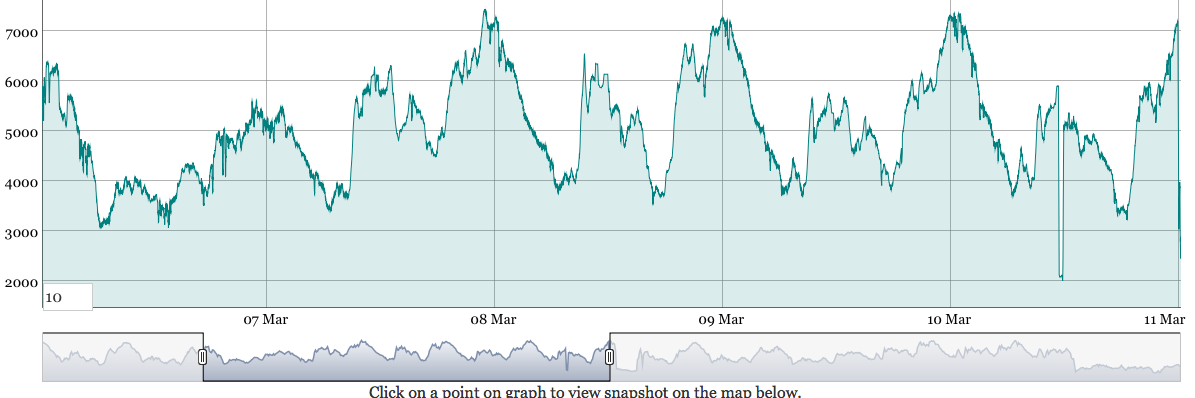 7000
6000
5000
4000
3000
2000
10
07 Mar
08 Mar
09 Mar
10 Mar
11 Mar
Click on a point on graph to view snapshot on the map below.